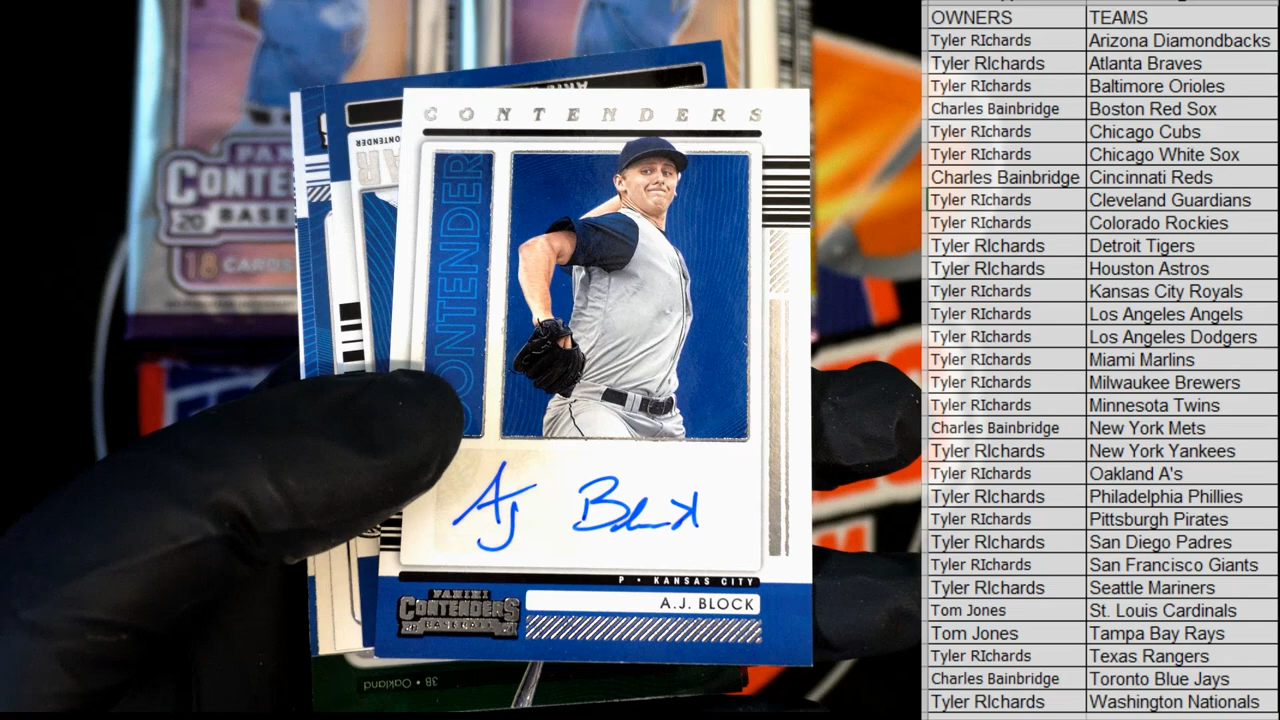 CONTENDERS
CONTENDER
AJ Block
P • KANSAS CITY
A.J. BLOCK
PANINI
CONTENDERS
BASEBALL
CONTENDER
3B • Oakland
CONTE
20 BASE
18 CARDS
OWNERS TEAMS
Tyler RIchards Arizona Diamondbacks
Tyler RIchards Atlanta Braves
Tyler RIchards Baltimore Orioles
Charles Bainbridge Boston Red Sox
Tyler RIchards Chicago Cubs
Tyler RIchards Chicago White Sox
Charles Bainbridge Cincinnati Reds
Tyler RIchards Cleveland Guardians
Tyler RIchards Colorado Rockies
Tyler RIchards Detroit Tigers
Tyler RIchards Houston Astros
Tyler RIchards Kansas City Royals
Tyler RIchards Los Angeles Angels
Tyler RIchards Los Angeles Dodgers
Tyler RIchards Miami Marlins
Tyler RIchards Milwaukee Brewers
Tyler RIchards Minnesota Twins
Charles Bainbridge New York Mets
Tyler RIchards New York Yankees
Tyler RIchards Oakland A's
Tyler RIchards Philadelphia Phillies
Tyler RIchards Pittsburgh Pirates
Tyler RIchards San Diego Padres
Tyler RIchards San Francisco Giants
Tyler RIchards Seattle Mariners
Tom Jones St. Louis Cardinals
Tom Jones Tampa Bay Rays
Tyler RIchards Texas Rangers
Charles Bainbridge Toronto Blue Jays
Tyler RIchards Washington Nationals